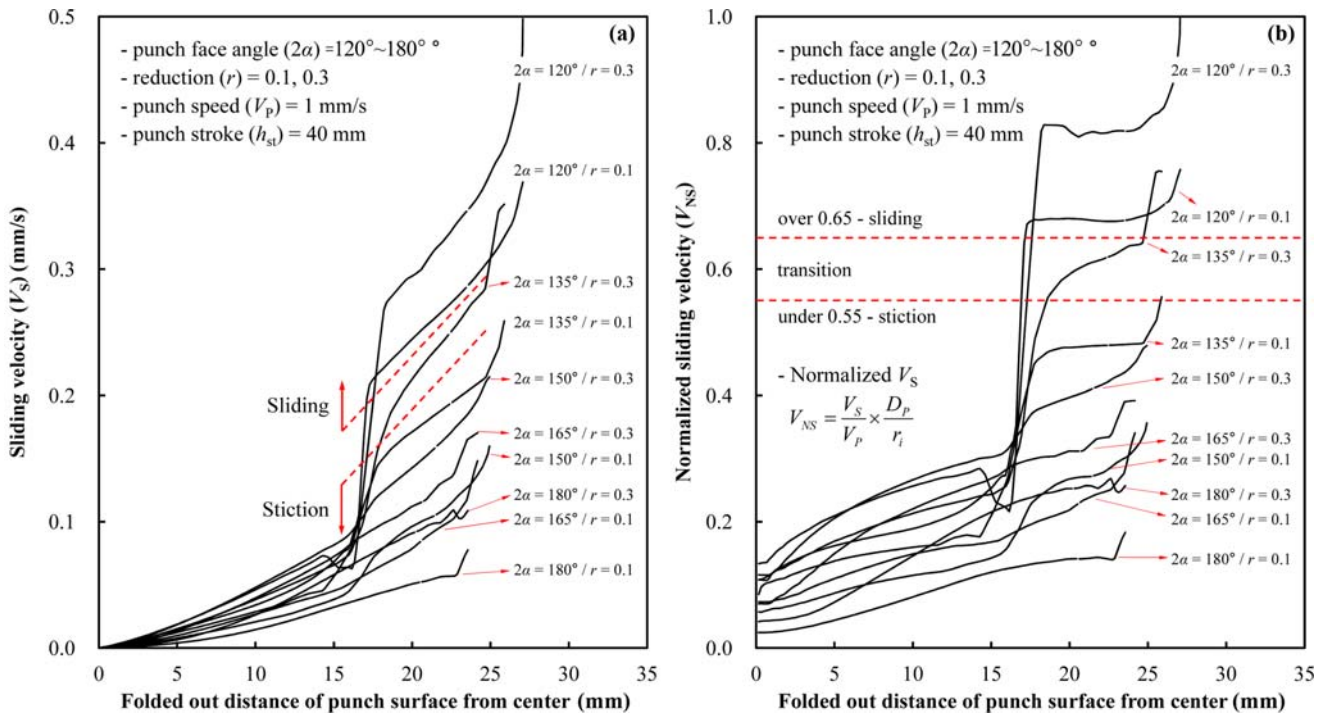 (a)
- punch face angle (2α) =120°~180° °
- reduction (r) = 0.1, 0.3
- punch speed (VP) = 1 mm/s
- punch stroke (hst) = 40 mm
2α = 120° / r = 0.3
2α = 120° / r = 0.1
2α = 135° / r = 0.3
2α = 135° / r = 0.1
2α = 150° / r = 0.3
2α = 165° / r = 0.3
2α = 150° / r = 0.1
2α = 180° / r = 0.3
2α = 165° / r = 0.1
2α = 180° / r = 0.1
Sliding
Stiction
Sliding velocity (VS) (mm/s)
0.5
0.4
0.3
0.2
0.1
0.0
0 5 10 15 20 25 30 35
Folded out distance of punch surface from center (mm)
(b)
- punch face angle (2α) =120°~180° °
- reduction (r) = 0.1, 0.3
- punch speed (VP) = 1 mm/s
- punch stroke (hst) = 40 mm
2α = 120° / r = 0.3
over 0.65 - sliding
2α = 120° / r = 0.1
2α = 135° / r = 0.3
transition
under 0.55 - stiction
2α = 135° / r = 0.1
2α = 150° / r = 0.3
- Normalized VS
VNS = VS/VP × DP/ri
2α = 165° / r = 0.3
2α = 150° / r = 0.1
2α = 180° / r = 0.3
2α = 165° / r = 0.1
2α = 180° / r = 0.1
Normalized sliding velocity (VNS)
1.0
0.8
0.6
0.4
0.2
0.0
0 5 10 15 20 25 30 35
Folded out distance of punch surface from center (mm)